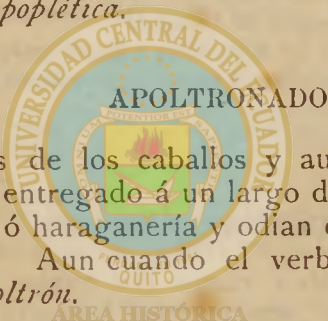 poplética.
APOLTRONADO
s de los caballos y au
entregado á un largo d
ó haraganería y odian
Aun cuando el verb
oltrón.
UNIVERSIDAD CENTRAL DEL ECUADOR
QUITO
AREA HISTÓRICA